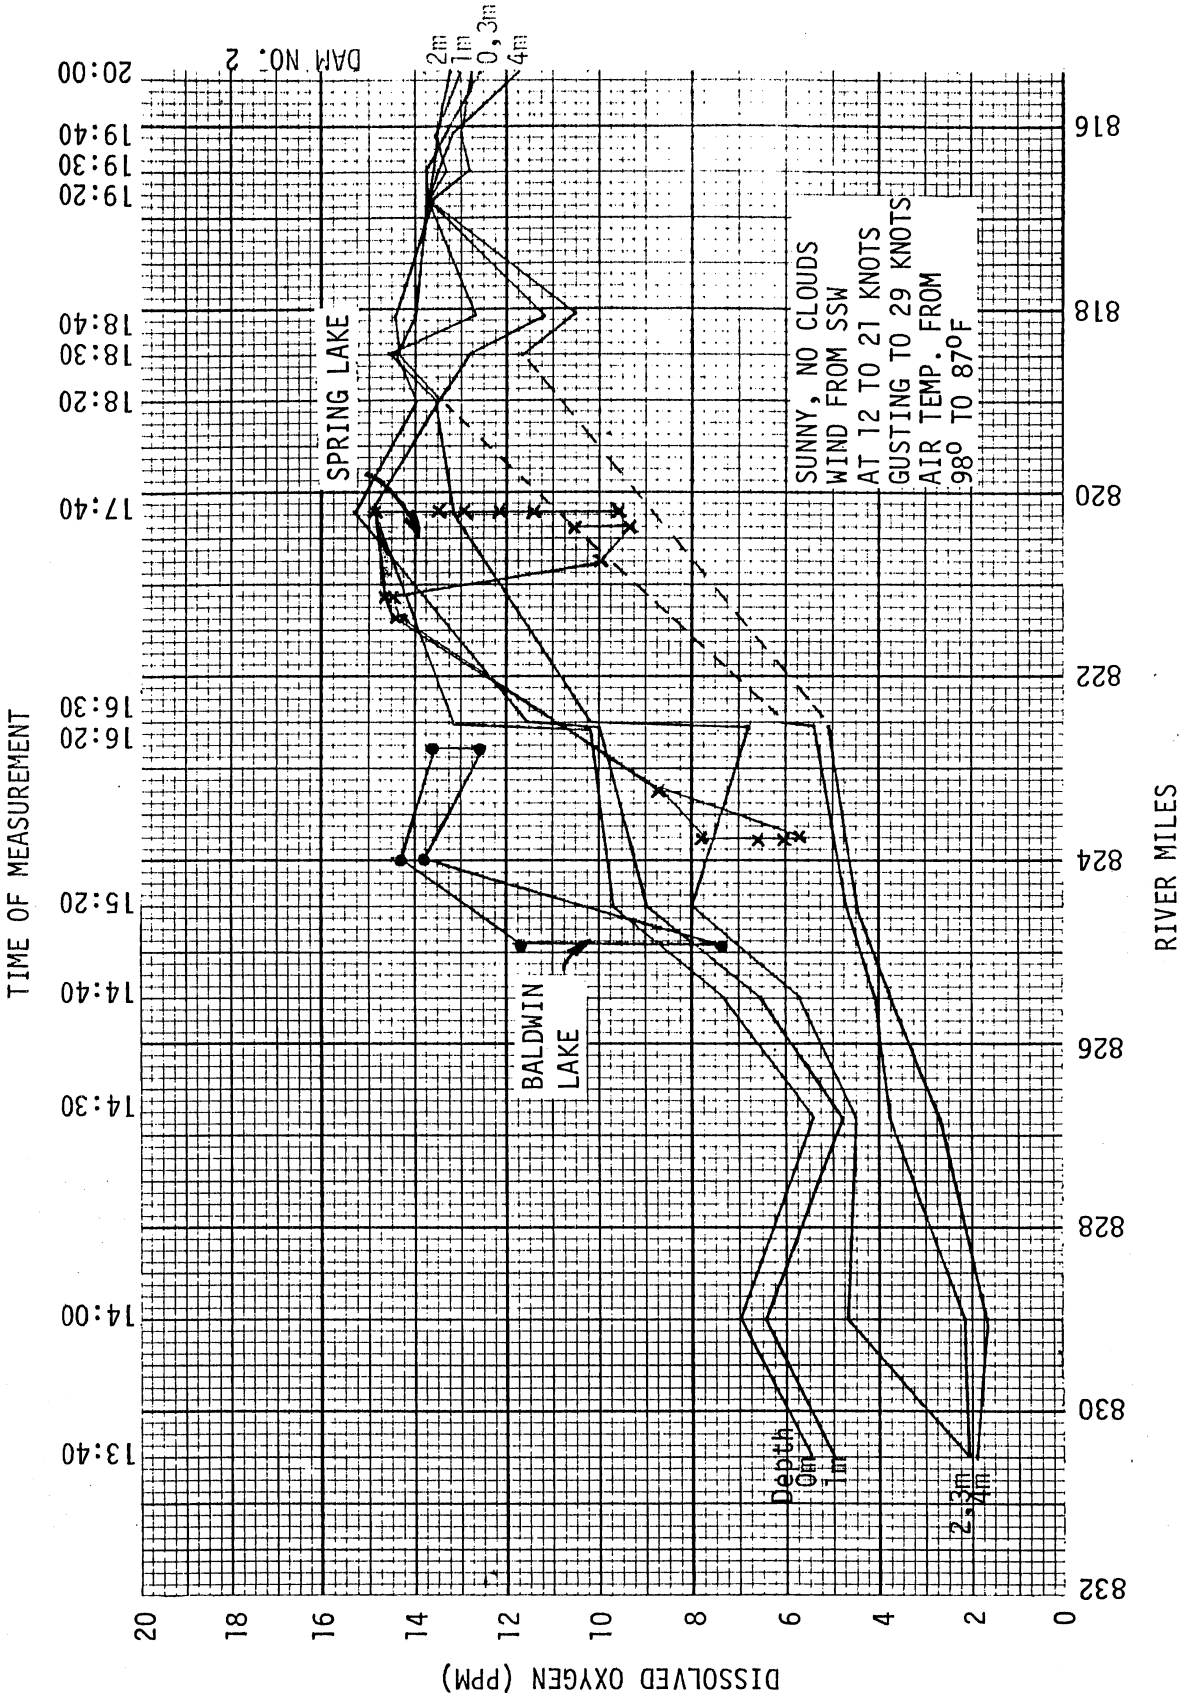 TIME OF MEASUREMENT
13:40
14:00
14:30
14:40
15:20
16:20
16:30
17:40
18:20
18:30
18:40
19:20
19:30
19:40
20:00
DAM NO. 2
2m
1m
0,3m
4m
SPRING LAKE
BALDWIN
LAKE
SUNNY, NO CLOUDS
WIND FROM SSW
AT 12 TO 21 KNOTS
GUSTING TO 29 KNOTS
AIR TEMP. FROM
98º TO 87ºF
Depth
0m
1m
2,3m
4m
DISSOLVED OXYGEN (PPM)
20
18
16
14
12
10
8
6
4
2
0
832
830
828
826
824
822
820
818
816
RIVER MILES